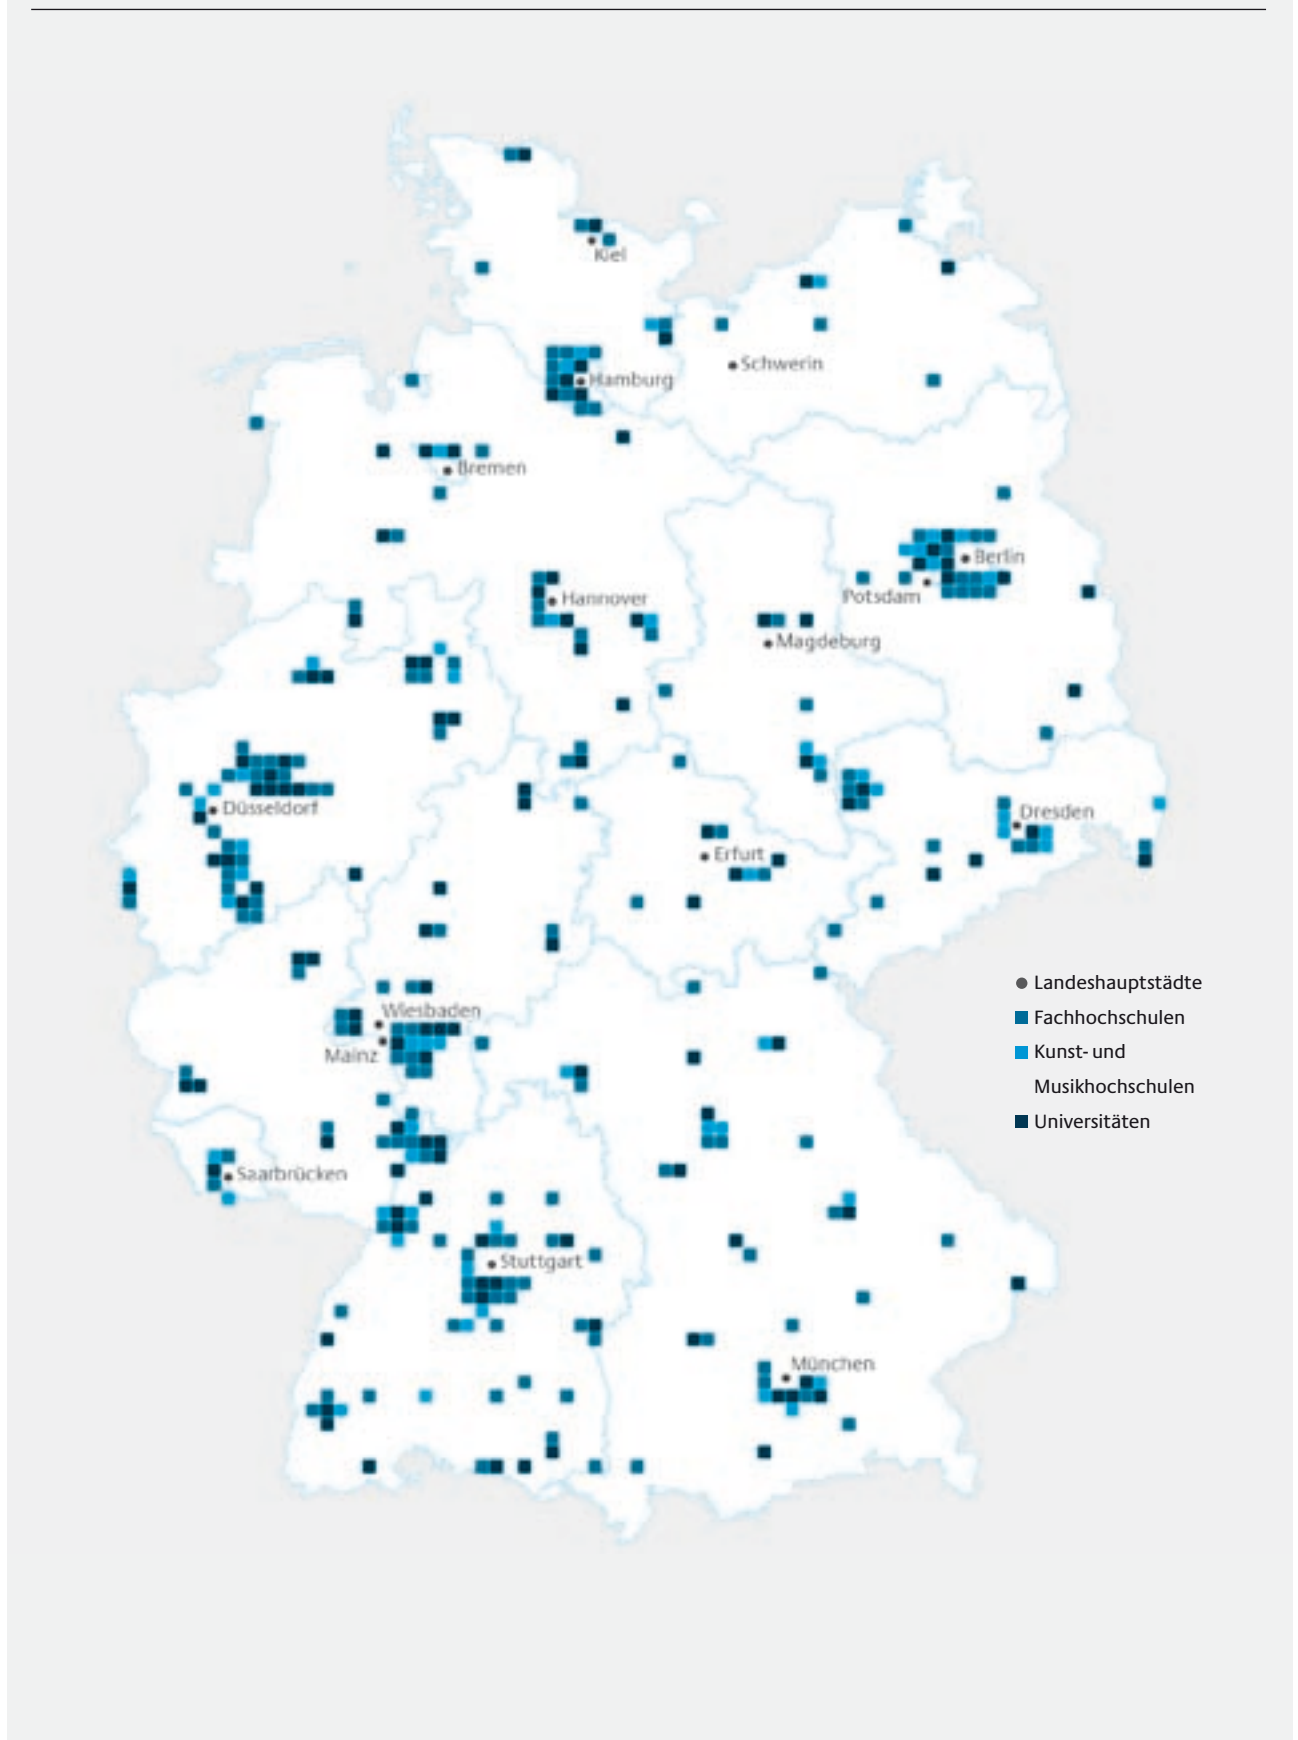 Kiel
Schwerin
Hamburg
Bremen
Berlin
Potsdam
Hannover
Magdeburg
Düsseldorf
Dresden
Erfurt
Landeshauptstädte
Fachhochschulen
Kunst- und
Musikhochschulen
Universitäten
Wiesbaden
Mainz
Saarbrücken
Stuttgart
München